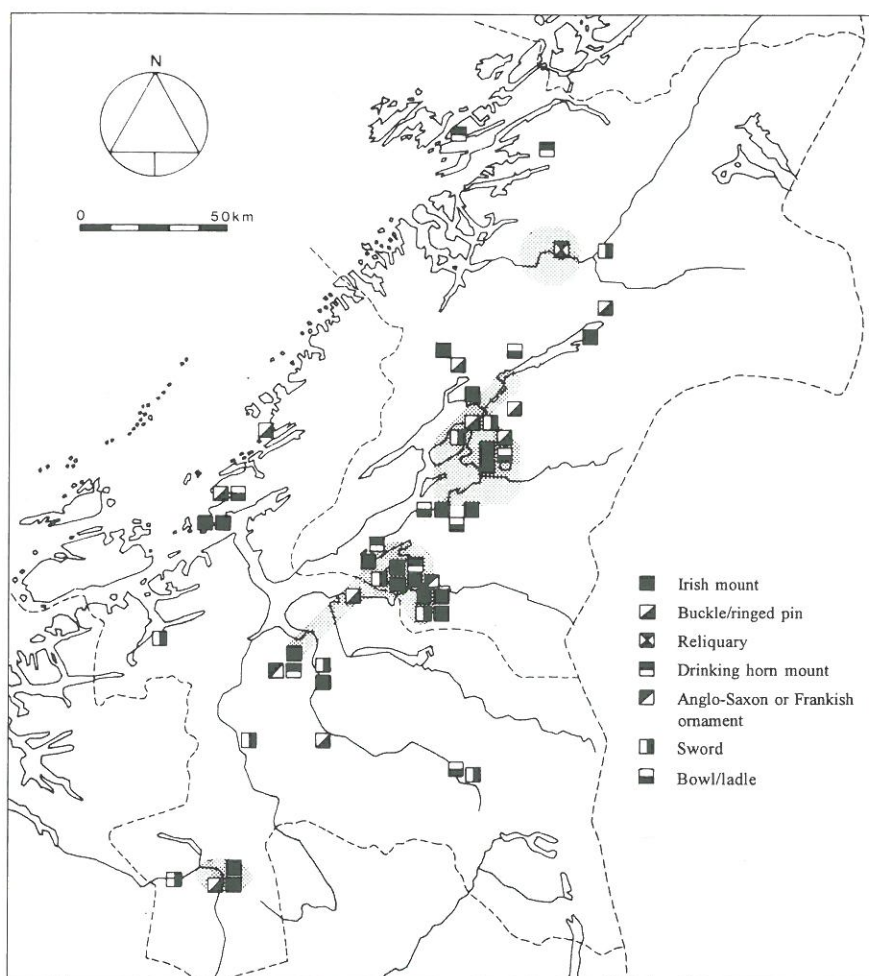 N
0 50km
Irish mount
Buckle/ringed pin
Reliquary
Drinking horn mount
Anglo-Saxon or Frankish
ornament
Sword
Bowl/ladle